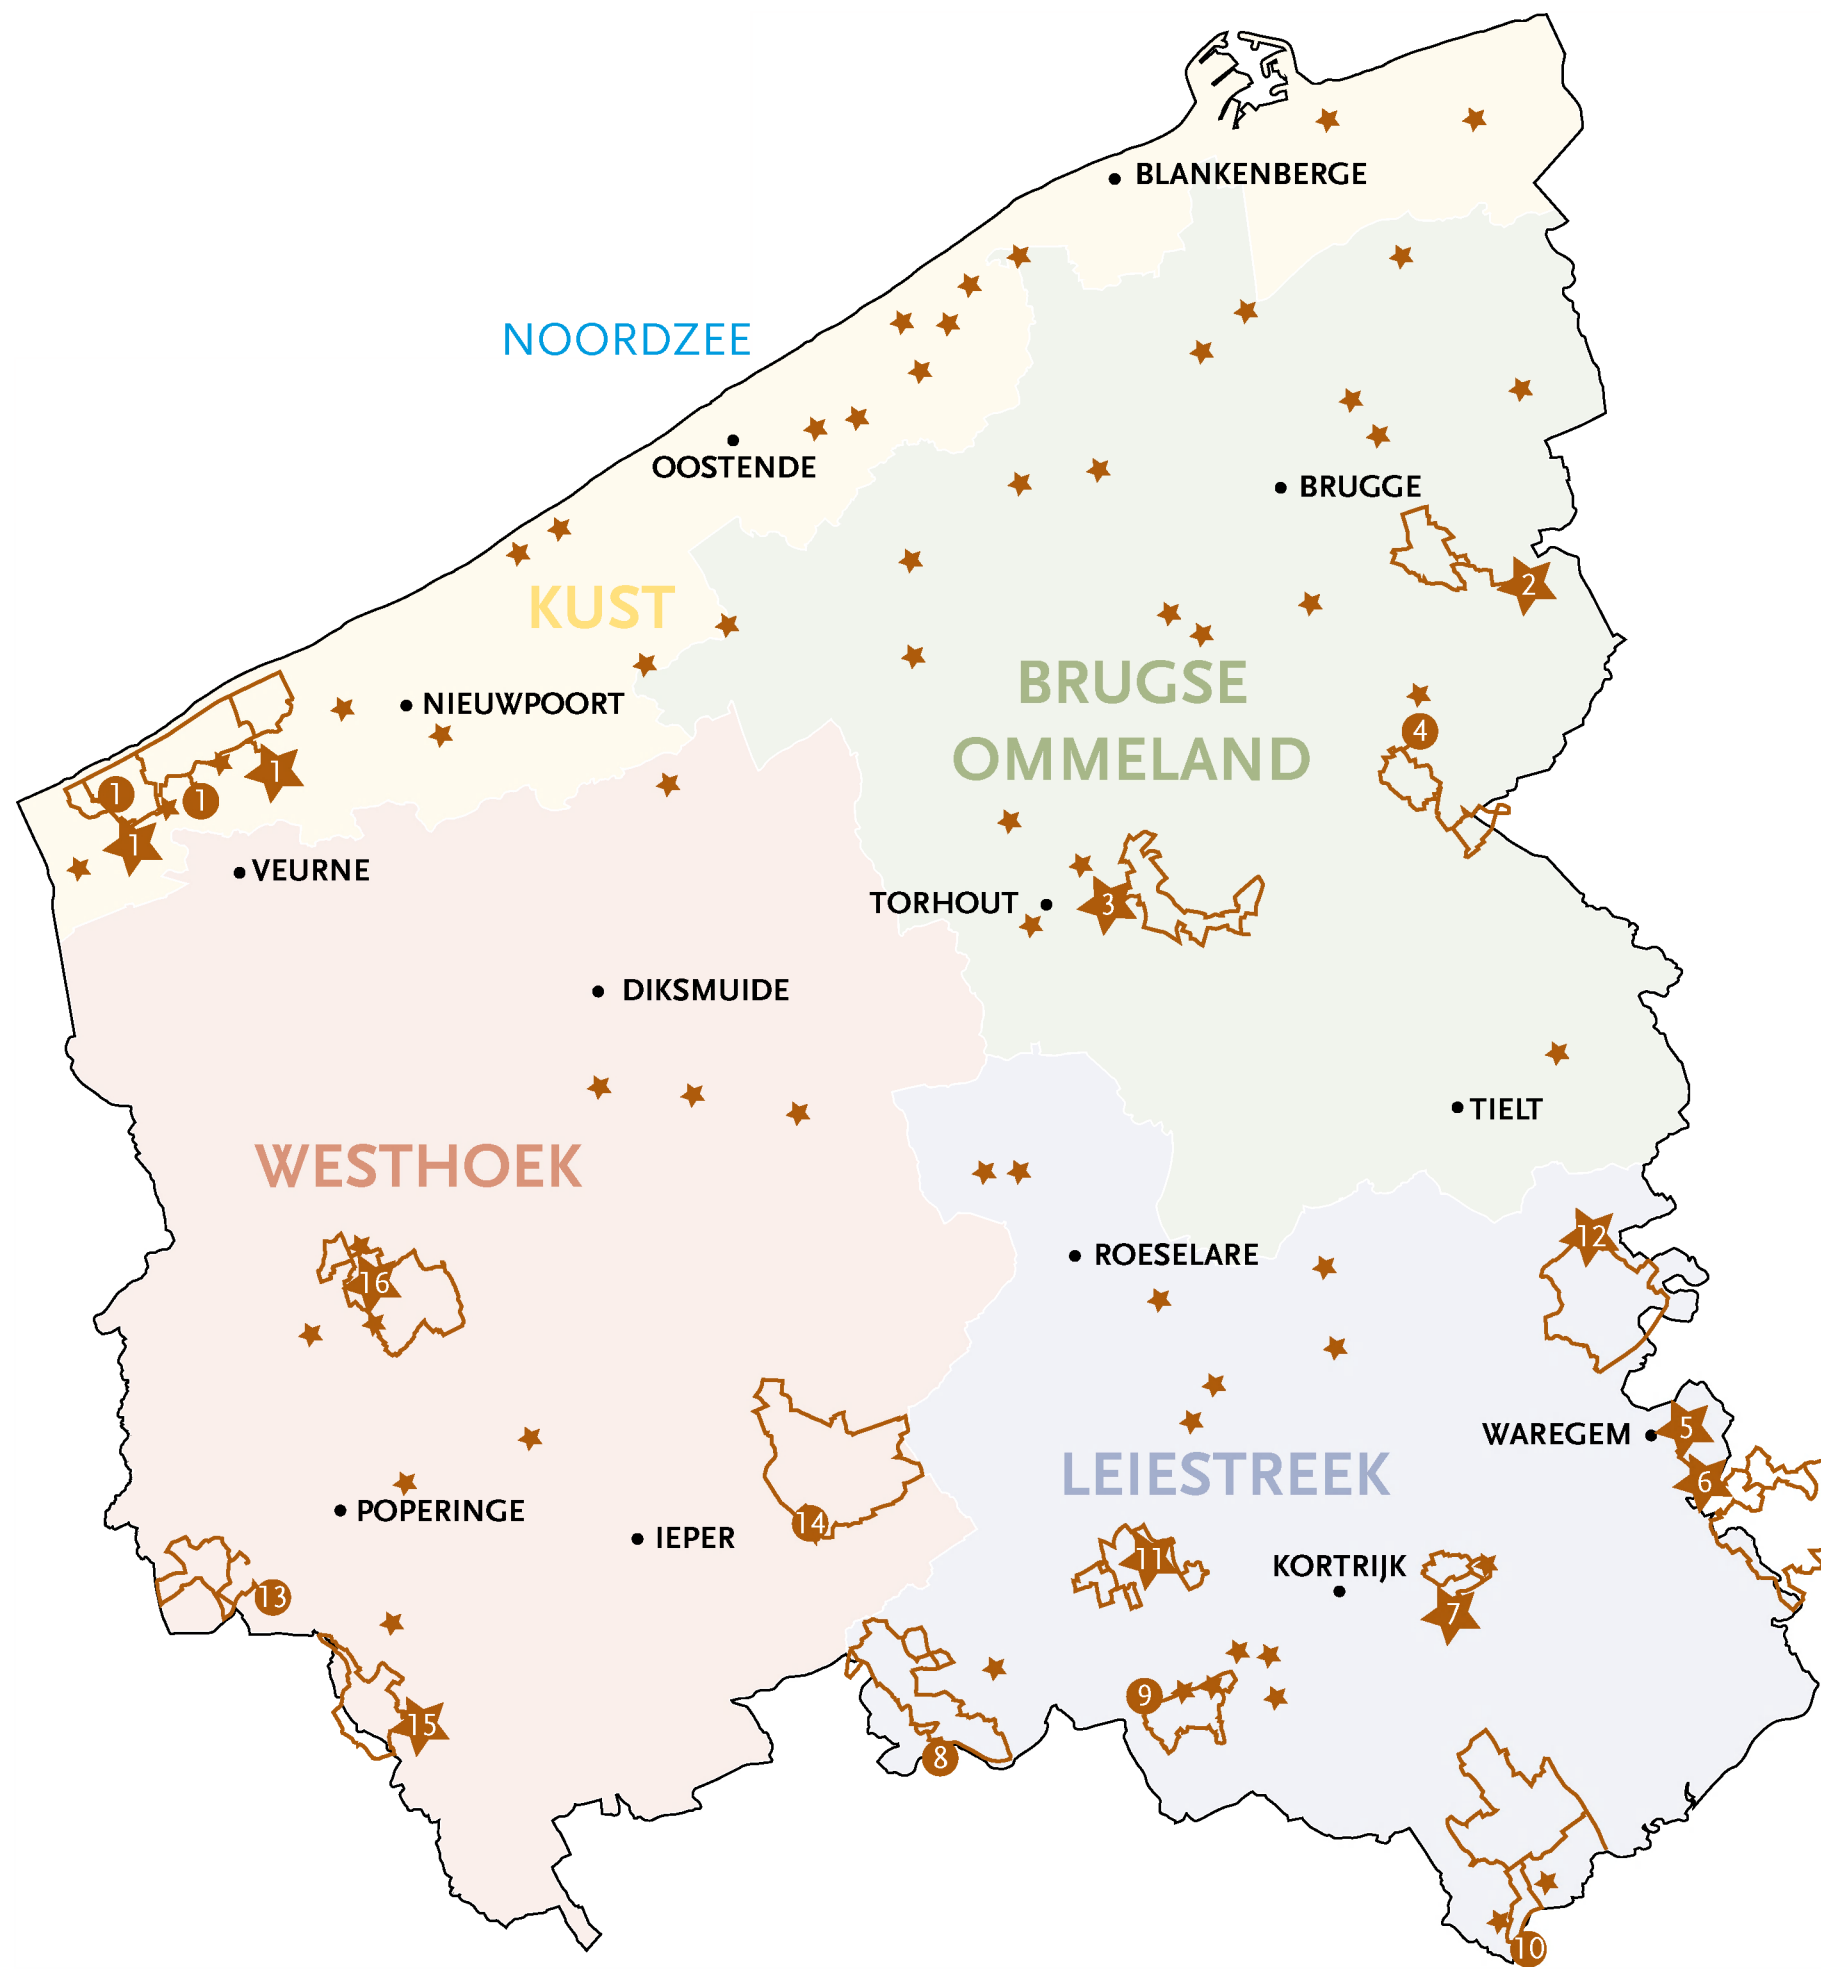 BLANKENBERGE
NOORDZEE
OOSTENDE
BRUGGE
2
KUST
BRUGSE
OMMELAND
NIEUWPOORT
4
1
1
1
1
VEURNE
TORHOUT
3
DIKSMUIDE
TIELT
WESTHOEK
12
ROESELARE
16
WAREGEM
5
LEIESTREEK
6
POPERINGE
14
IEPER
11
KORTRIJK
13
7
9
15
8
10